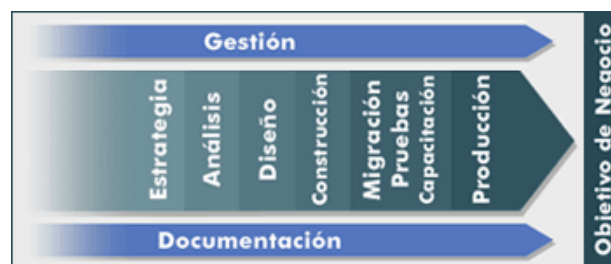 Gestión
Estrategia
Análisis
Diseño
Construcción
Migración
Pruebas
Capacitación
Producción
Documentación
Objetivo de Negocio